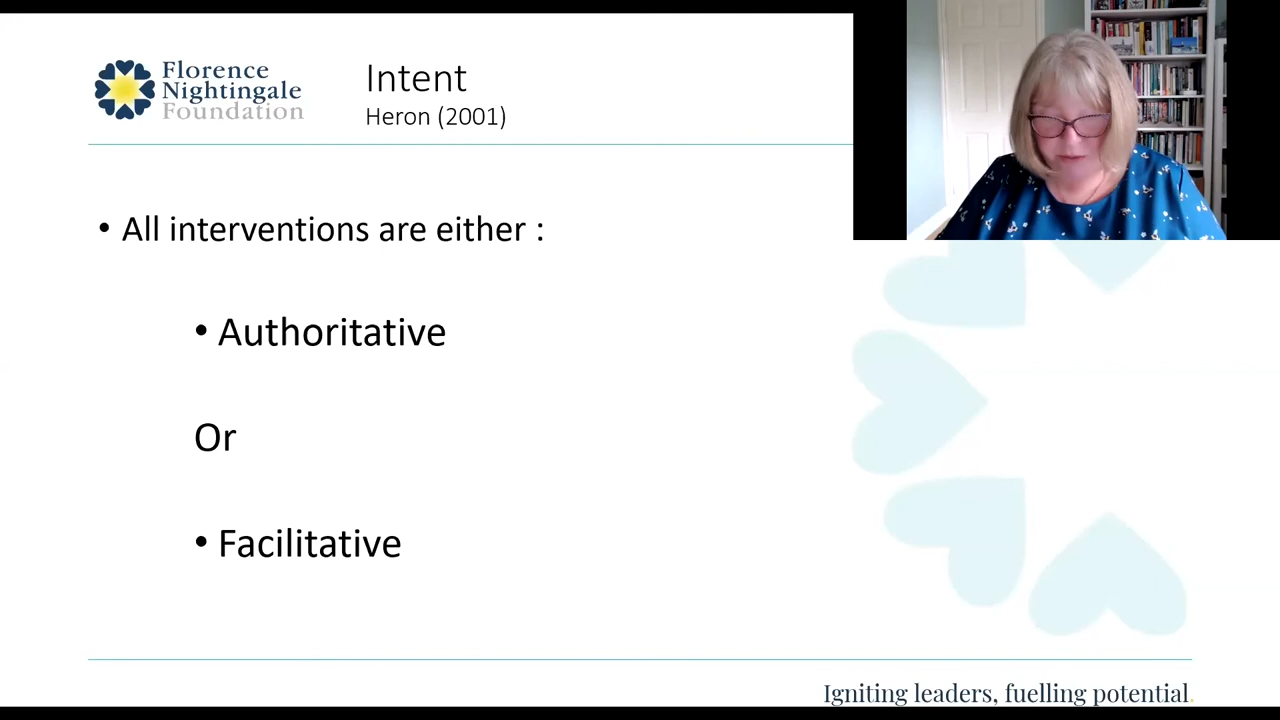 Florence
Nightingale
Foundation
Intent
Heron (2001)
• All interventions are either :
• Authoritative
Or
• Facilitative
Igniting leaders, fuelling potential.